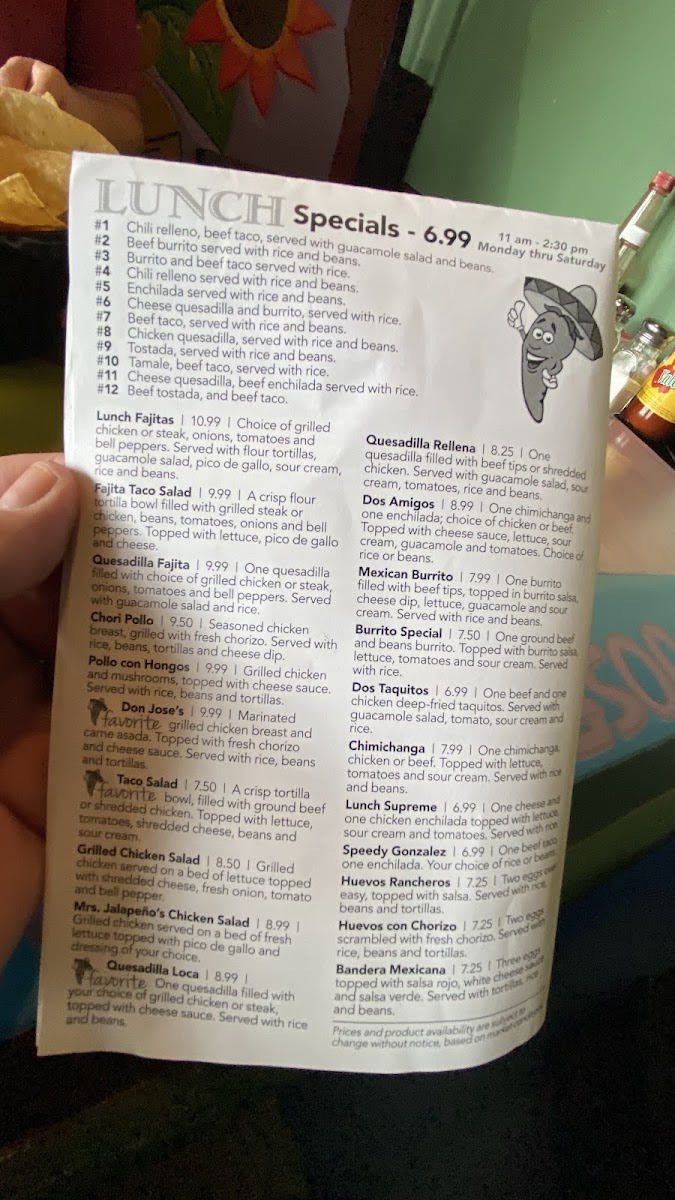 LUNCH Specials - 6.99
11 am - 2:30 pm
Monday thru Saturday
#1 Chili relleno, beef taco, served with guacamole salad and beans.
#2 Beef burrito served with rice and beans.
#3 Burrito and beef taco served with rice.
#4 Chili relleno served with rice and beans.
#5 Enchilada served with rice and beans.
#6 Cheese quesadilla and burrito, served with rice.
#7 Beef taco, served with rice and beans.
#8 Chicken quesadilla, served with rice and beans.
#9 Tostada, served with rice and beans.
#10 Tamale, beef taco, served with rice.
#11 Cheese quesadilla, beef enchilada served with rice.
#12 Beef tostada, and beef taco.
Lunch Fajitas | 10.99 | Choice of grilled
chicken or steak, onions, tomatoes and
bell peppers. Served with flour tortillas,
guacamole salad, pico de gallo, sour cream,
rice and beans.
Fajita Taco Salad | 9.99 | A crisp flour
tortilla bowl filled with grilled steak or
chicken, beans, tomatoes, onions and bell
peppers. Topped with lettuce, pico de gallo
and cheese.
Quesadilla Fajita | 9.99 | One quesadilla
filled with choice of grilled chicken or steak,
onions, tomatoes and bell peppers. Served
with guacamole salad and rice.
Chori Pollo | 9.50 | Seasoned chicken
breast, grilled with fresh chorizo. Served with
rice, beans, tortillas and cheese dip.
Pollo con Hongos | 9.99 | Grilled chicken
and mushrooms, topped with cheese sauce.
Served with rice, beans and tortillas.
Don Jose's | 9.99 | Marinated
favorite grilled chicken breast and
carne asada. Topped with fresh chorizo
and cheese sauce. Served with rice, beans
and tortillas.
Taco Salad | 7.50 | A crisp tortilla
favorite bowl, filled with ground beef
or shredded chicken. Topped with lettuce,
tomatoes, shredded cheese, beans and
sour cream.
Grilled Chicken Salad | 8.50 | Grilled
chicken served on a bed of lettuce topped
with shredded cheese, fresh onion, tomato
and bell pepper.
Mrs. Jalapeño's Chicken Salad | 8.99 |
Grilled chicken served on a bed of fresh
lettuce topped with pico de gallo and
dressing of your choice.
Quesadilla Loca | 8.99 |
favorite One quesadilla filled with
your choice of grilled chicken or steak,
topped with cheese sauce. Served with rice
and beans.
Quesadilla Rellena | 8.25 | One
quesadilla filled with beef tips or shredded
chicken. Served with guacamole salad, sour
cream, tomatoes, rice and beans.
Dos Amigos | 8.99 | One chimichanga and
one enchilada; choice of chicken or beef.
Topped with cheese sauce, lettuce, sour
cream, guacamole and tomatoes. Choice of
rice or beans.
Mexican Burrito | 7.99 | One burrito
filled with beef tips, topped in burrito salsa,
cheese dip, lettuce, guacamole and sour
cream. Served with rice and beans.
Burrito Special | 7.50 | One ground beef
and beans burrito. Topped with burrito salsa,
lettuce, tomatoes and sour cream. Served
with rice.
Dos Taquitos | 6.99 | One beef and one
chicken deep-fried taquitos. Served with
guacamole salad, tomato, sour cream and
rice.
Chimichanga | 7.99 | One chimichanga,
chicken or beef. Topped with lettuce,
tomatoes and sour cream. Served with rice
and beans.
Lunch Supreme | 6.99 | One cheese and
one chicken enchilada topped with lettuce,
sour cream and tomatoes. Served with rice.
Speedy Gonzalez | 6.99 | One beef taco,
one enchilada. Your choice of rice or beans.
Huevos Rancheros | 7.25 | Two eggs over
easy, topped with salsa. Served with rice,
beans and tortillas.
Huevos con Chorizo | 7.25 | Two eggs
scrambled with fresh chorizo. Served with
rice, beans and tortillas.
Bandera Mexicana | 7.25 | Three eggs
topped with salsa rojo, white cheese sauce
and salsa verde. Served with tortillas, rice
and beans.
Prices and product availability are subject to
change without notice, based on market